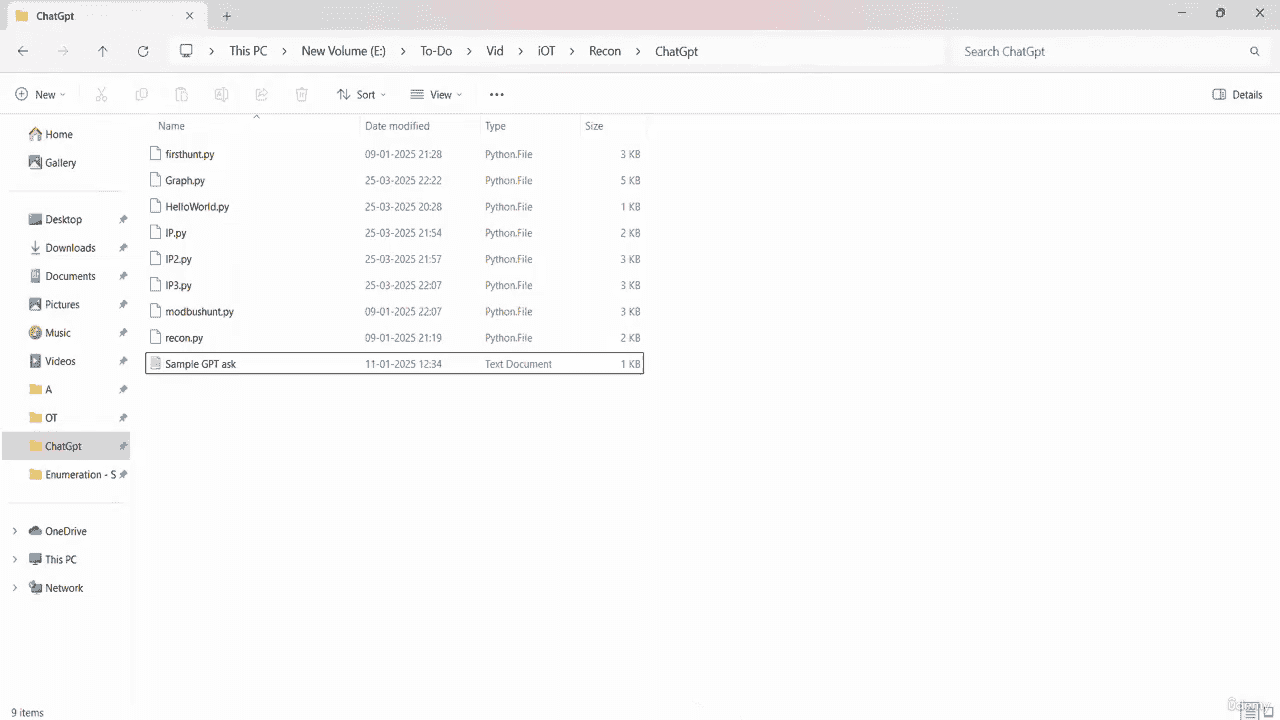 ChatGpt
This PC New Volume (E:) To-Do Vid iOT Recon ChatGpt Search ChatGpt
New Sort View Details
Home
Gallery
Desktop
Downloads
Documents
Pictures
Music
Videos
A
OT
ChatGpt
Enumeration - S
OneDrive
This PC
Network
Name Date modified Type Size
firsthunt.py 09-01-2025 21:28 Python.File 3 KB
Graph.py 25-03-2025 22:22 Python.File 5 KB
HelloWorld.py 25-03-2025 20:28 Python.File 1 KB
IP.py 25-03-2025 21:54 Python.File 2 KB
IP2.py 25-03-2025 21:57 Python.File 3 KB
IP3.py 25-03-2025 22:07 Python.File 3 KB
modbushunt.py 09-01-2025 22:07 Python.File 3 KB
recon.py 09-01-2025 21:19 Python.File 2 KB
Sample GPT ask 11-01-2025 12:34 Text Document 1 KB
9 items